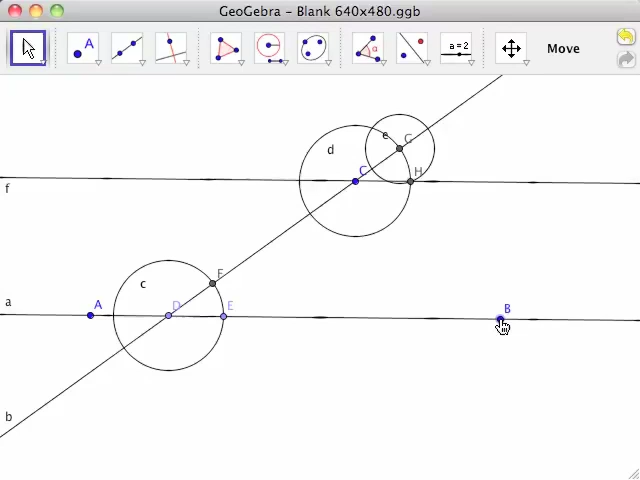 GeoGebra – Blank 640x480.ggb
A
α
a = 2
Move
e
G
d
C
H
f
F
c
D
E
a
A
B
b